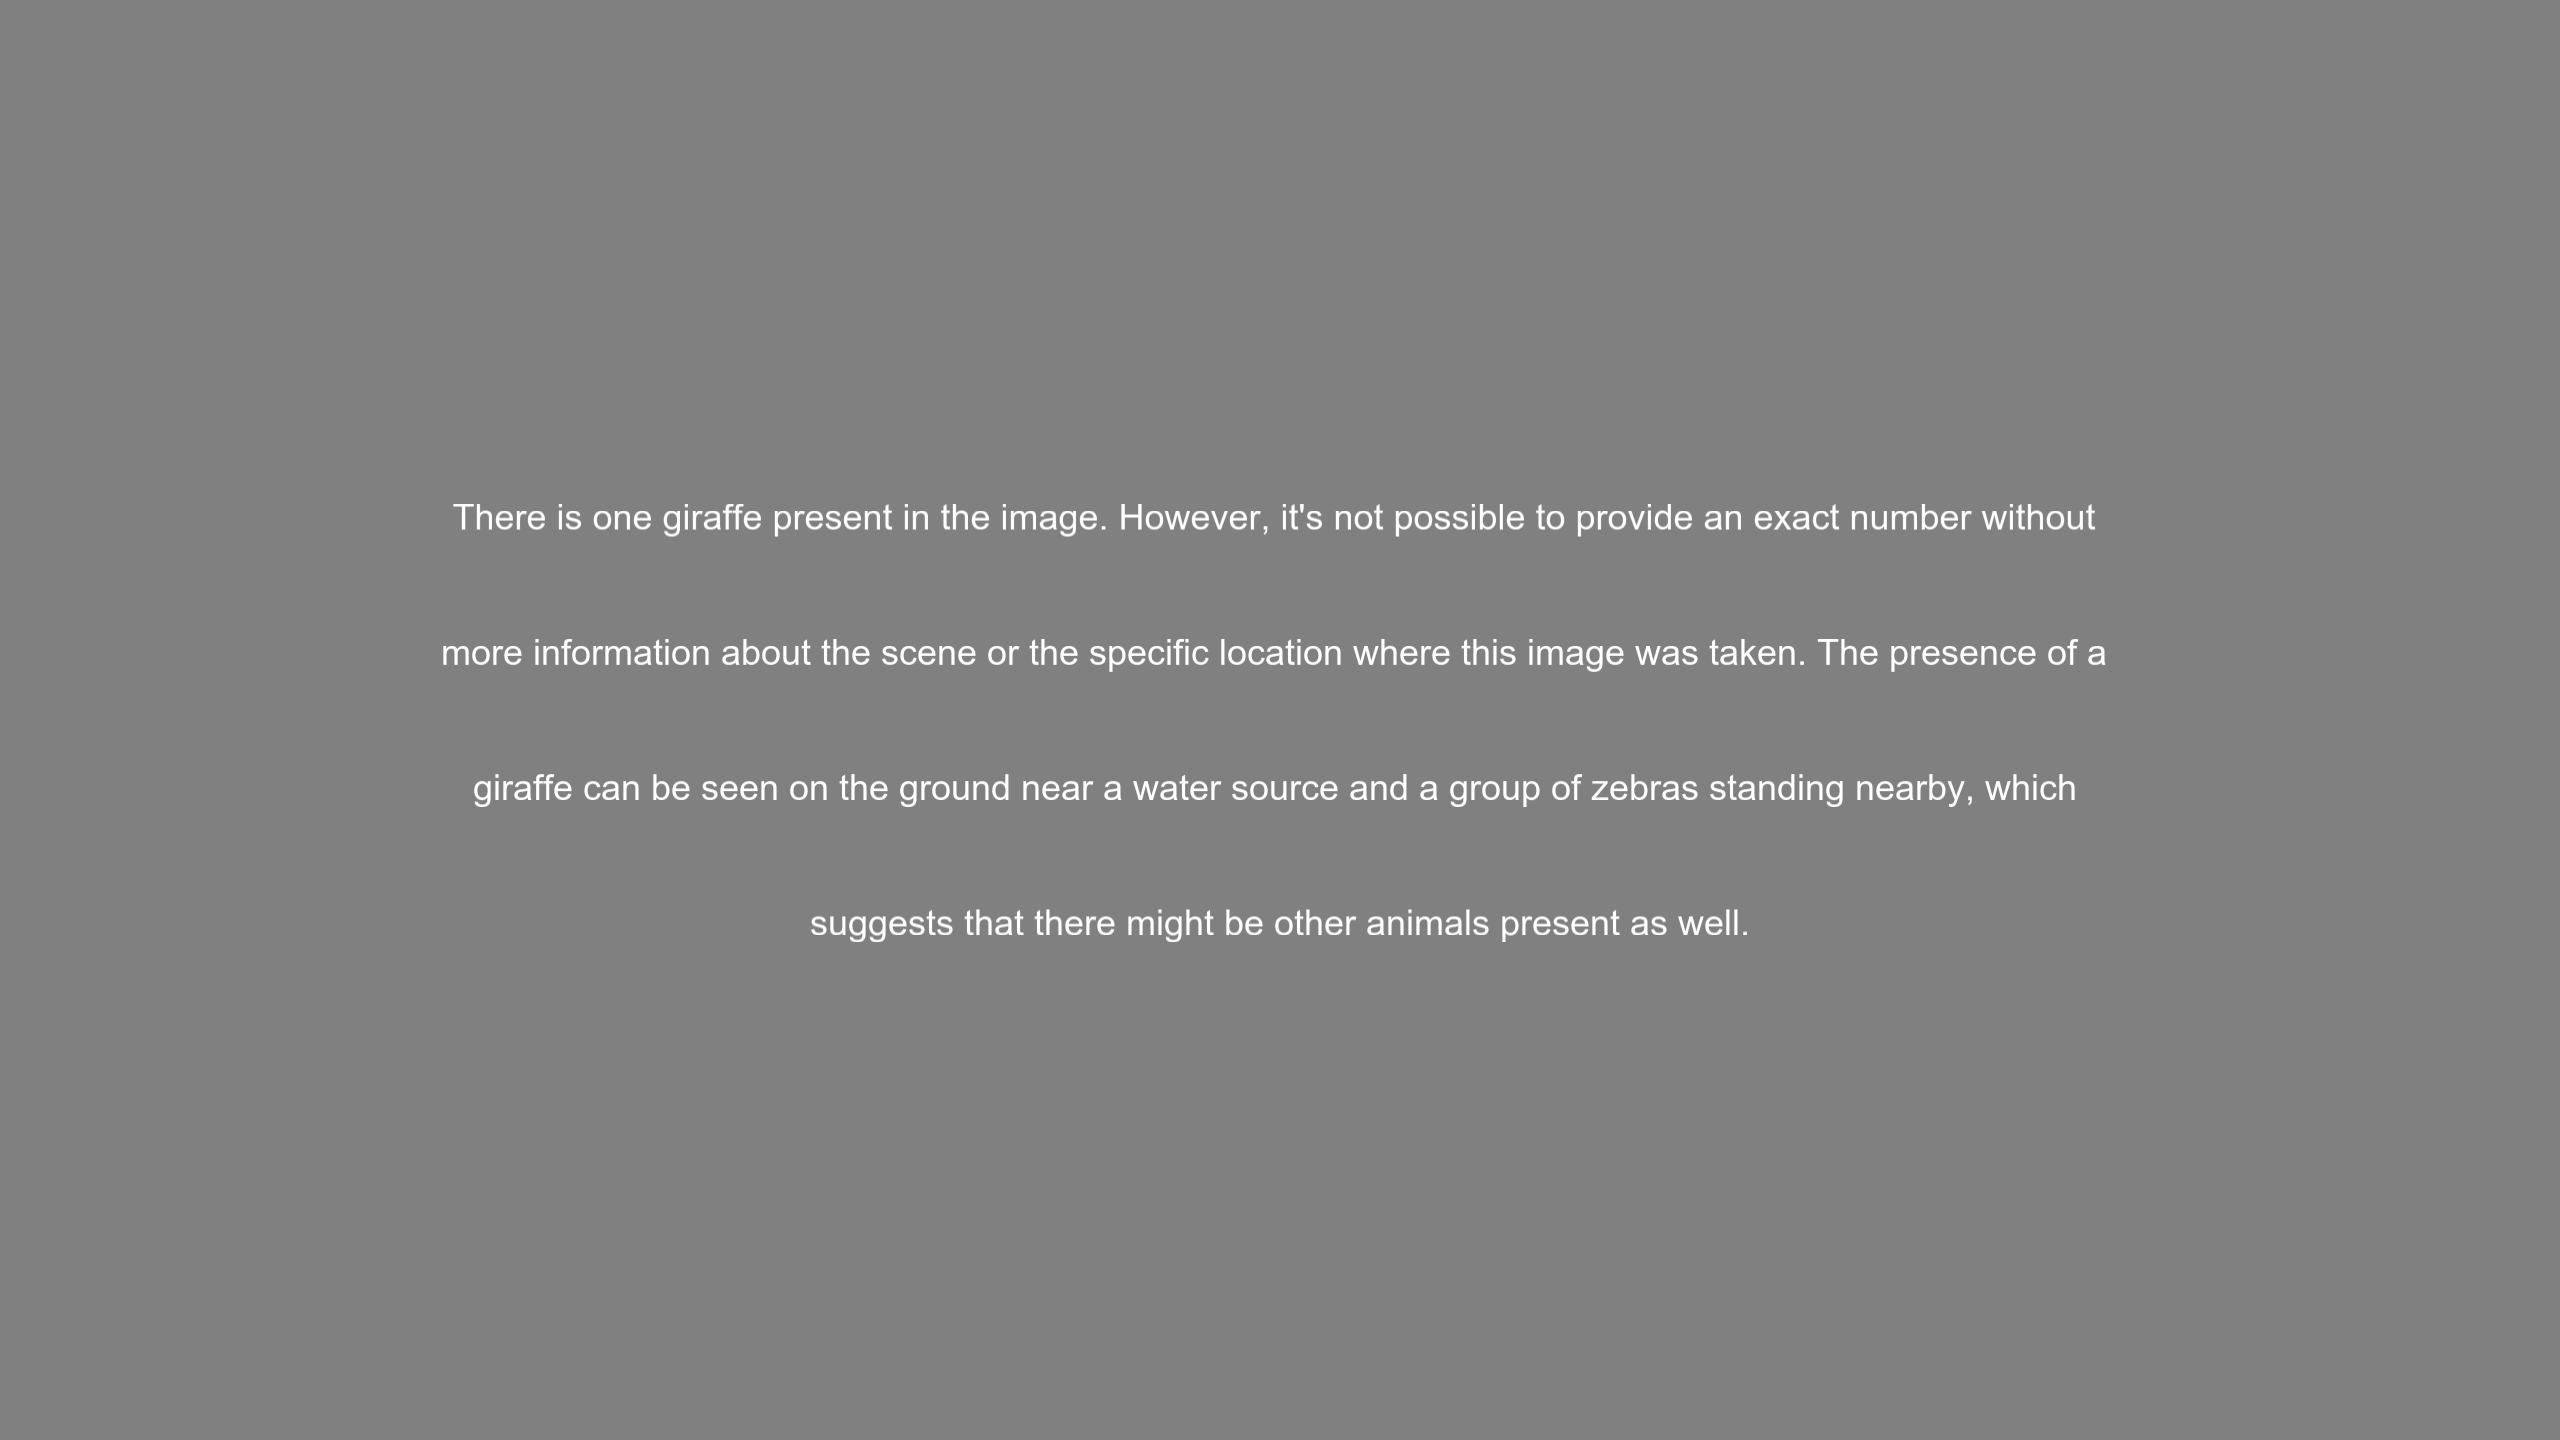 There is one giraffe present in the image. However, it's not possible to provide an exact number without
more information about the scene or the specific location where this image was taken. The presence of a
giraffe can be seen on the ground near a water source and a group of zebras standing nearby, which
suggests that there might be other animals present as well.